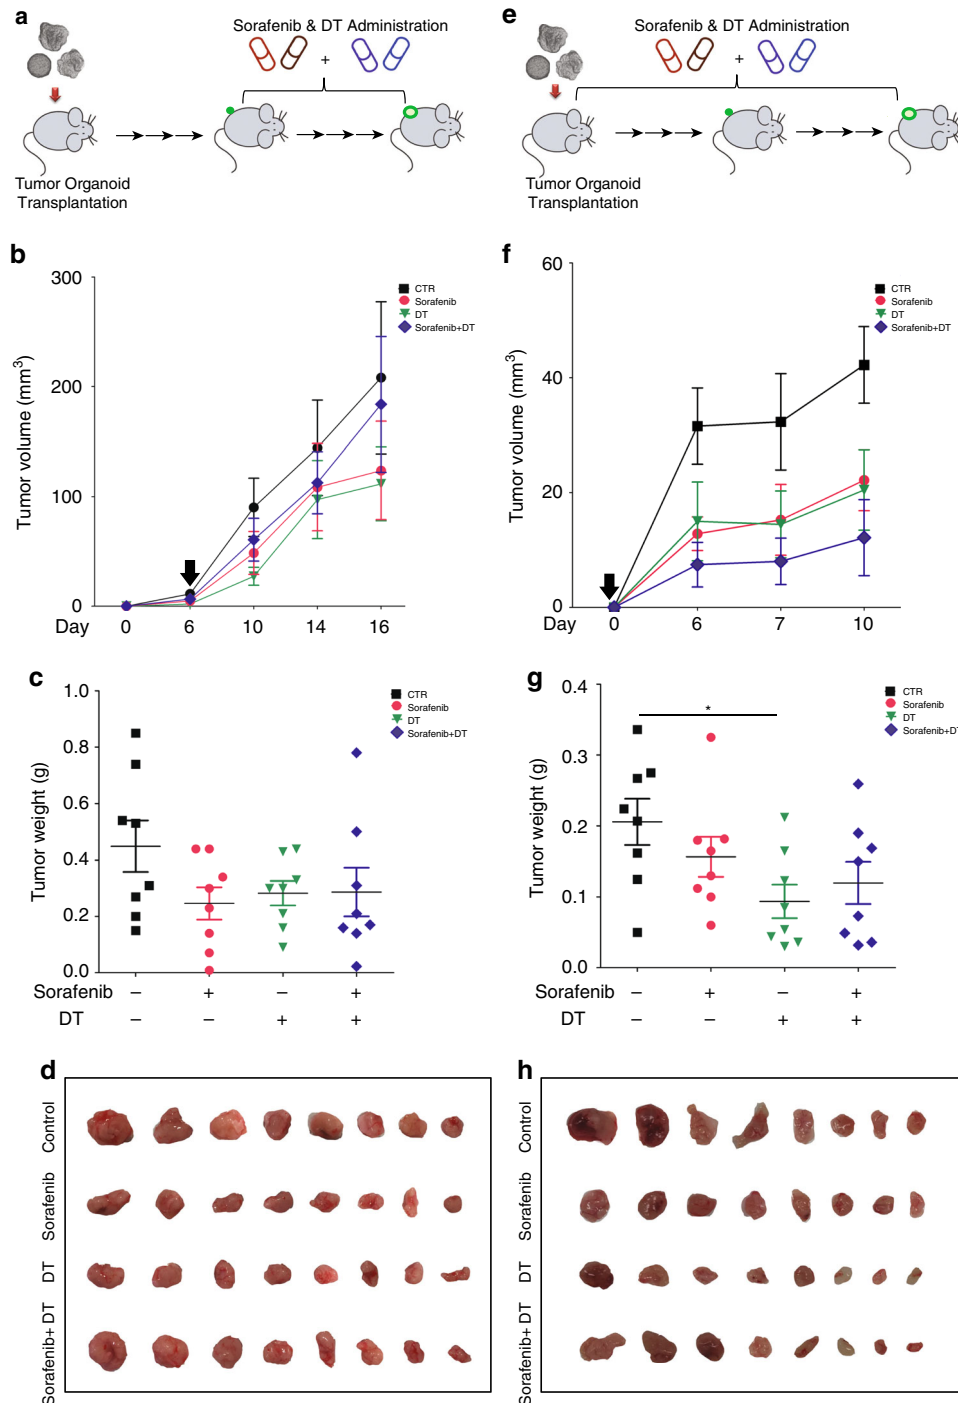 a
Sorafenib & DT Administration
+
Tumor Organoid
Transplantation
e
Sorafenib & DT Administration
+
Tumor Organoid
Transplantation
b
Tumor volume (mm³)
300
200
100
0
Day 0 6 10 14 16
CTR
Sorafenib
DT
Sorafenib+DT
f
Tumor volume (mm³)
60
40
20
0
Day 0 6 7 10
CTR
Sorafenib
DT
Sorafenib+DT
c
Tumor weight (g)
1.0
0.8
0.6
0.4
0.2
0.0
CTR
Sorafenib
DT
Sorafenib+DT
Sorafenib − + − +
DT − − + +
g
Tumor weight (g)
0.4
0.3
0.2
0.1
0.0
*
CTR
Sorafenib
DT
Sorafenib+DT
Sorafenib − + − +
DT − − + +
d
Control
Sorafenib
DT
Sorafenib+ DT
h
Control
Sorafenib
DT
Sorafenib+ DT